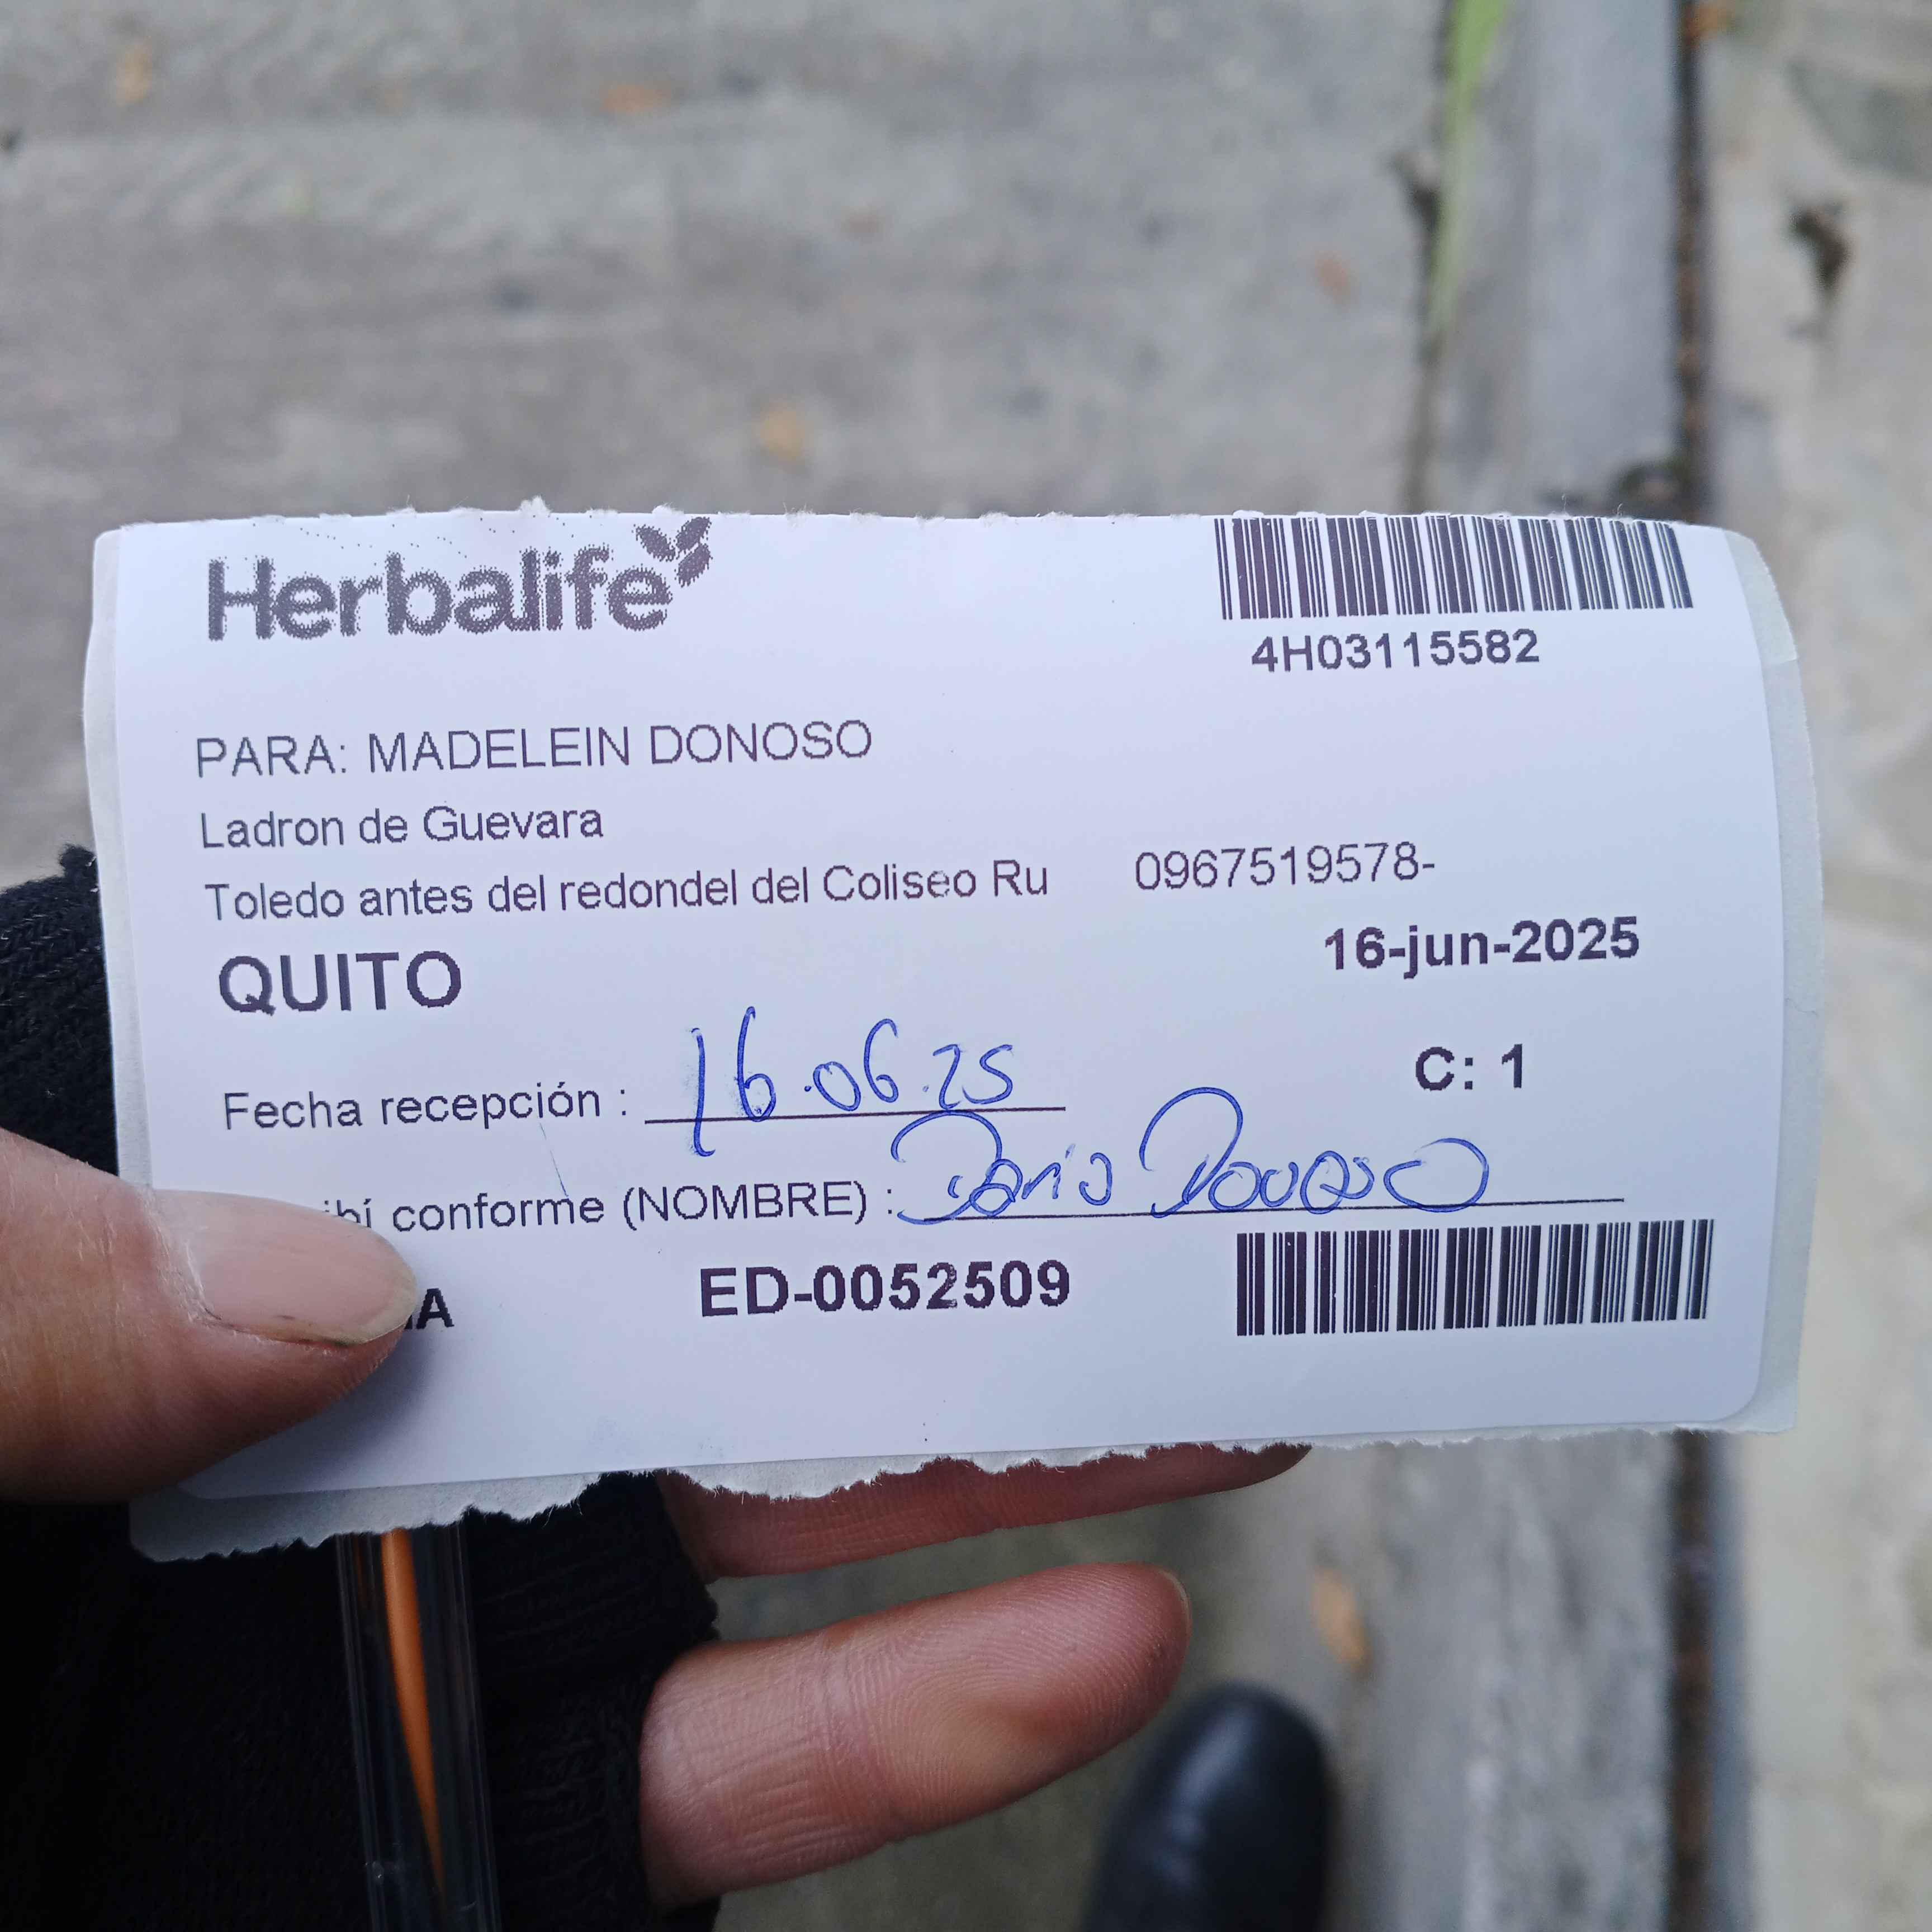 Herbalife
4H03115582
PARA: MADELEIN DONOSO
Ladron de Guevara
Toledo antes del redondel del Coliseo Ru 0967519578-
QUITO 16-jun-2025
C: 1
Fecha recepción : 16.06.25
conforme (NOMBRE) : Donoso
ED-0052509